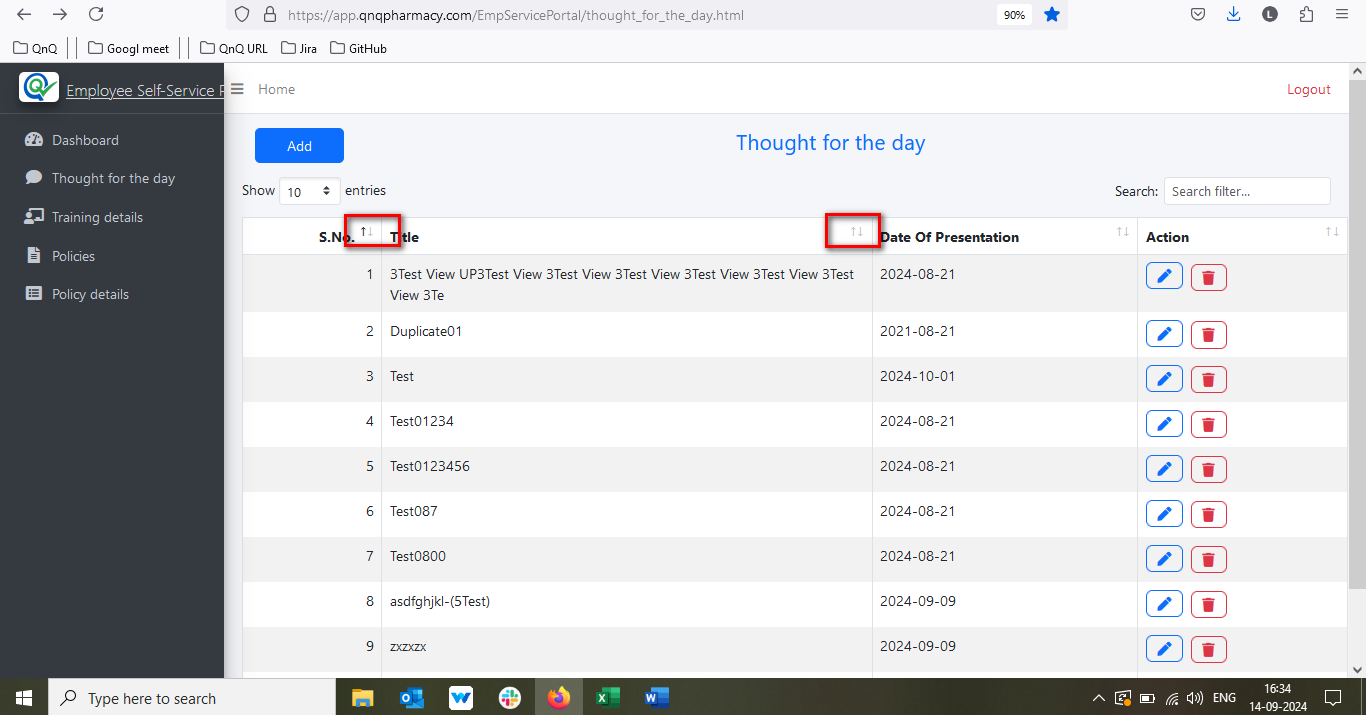 https://app.qnqpharmacy.com/EmpServicePortal/thought_for_the_day.html
90%
L
QnQ
Googl meet
QnQ URL
Jira
GitHub
Employee Self-Service P
Home
Logout
Dashboard
Thought for the day
Training details
Policies
Policy details
Add
Thought for the day
Show 10 entries
Search: Search filter...
S.No. Title Date Of Presentation Action
1 3Test View UP3Test View 3Test View 3Test View 3Test View 3Test View 3Test
View 3Te 2024-08-21
2 Duplicate01 2021-08-21
3 Test 2024-10-01
4 Test01234 2024-08-21
5 Test0123456 2024-08-21
6 Test087 2024-08-21
7 Test0800 2024-08-21
8 asdfghjkl-(5Test) 2024-09-09
9 zxzxzx 2024-09-09
Type here to search
ENG
16:34
14-09-2024